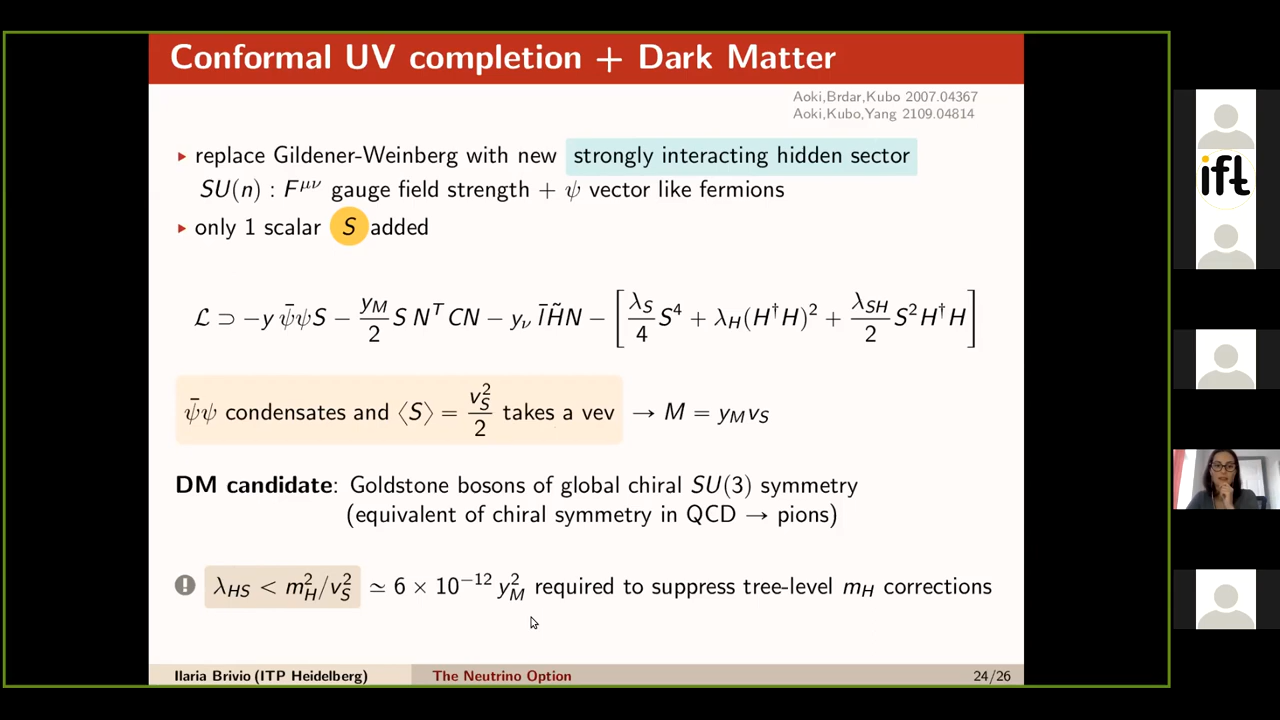 Conformal UV completion + Dark Matter
Aoki,Brdar,Kubo 2007.04367
Aoki,Kubo,Yang 2109.04814
▸ replace Gildener-Weinberg with new strongly interacting hidden sector
SU(n) : F^{μν} gauge field strength + ψ vector like fermions
▸ only 1 scalar S added
ℒ ⊃ −y ψ̄ψS − \frac{y_M}{2} S N^T CN − y_ν l̄H̃N − [\frac{λ_S}{4} S^4 + λ_H(H^†H)^2 + \frac{λ_{SH}}{2} S^2 H^†H]
ψ̄ψ condensates and ⟨S⟩ = \frac{v_S^2}{2} takes a vev → M = y_M v_S
DM candidate: Goldstone bosons of global chiral SU(3) symmetry
(equivalent of chiral symmetry in QCD → pions)
! λ_{HS} < m_H^2/v_S^2 ≃ 6 × 10^{−12} y_M^2 required to suppress tree-level m_H corrections
Ilaria Brivio (ITP Heidelberg) The Neutrino Option 24/26
ift